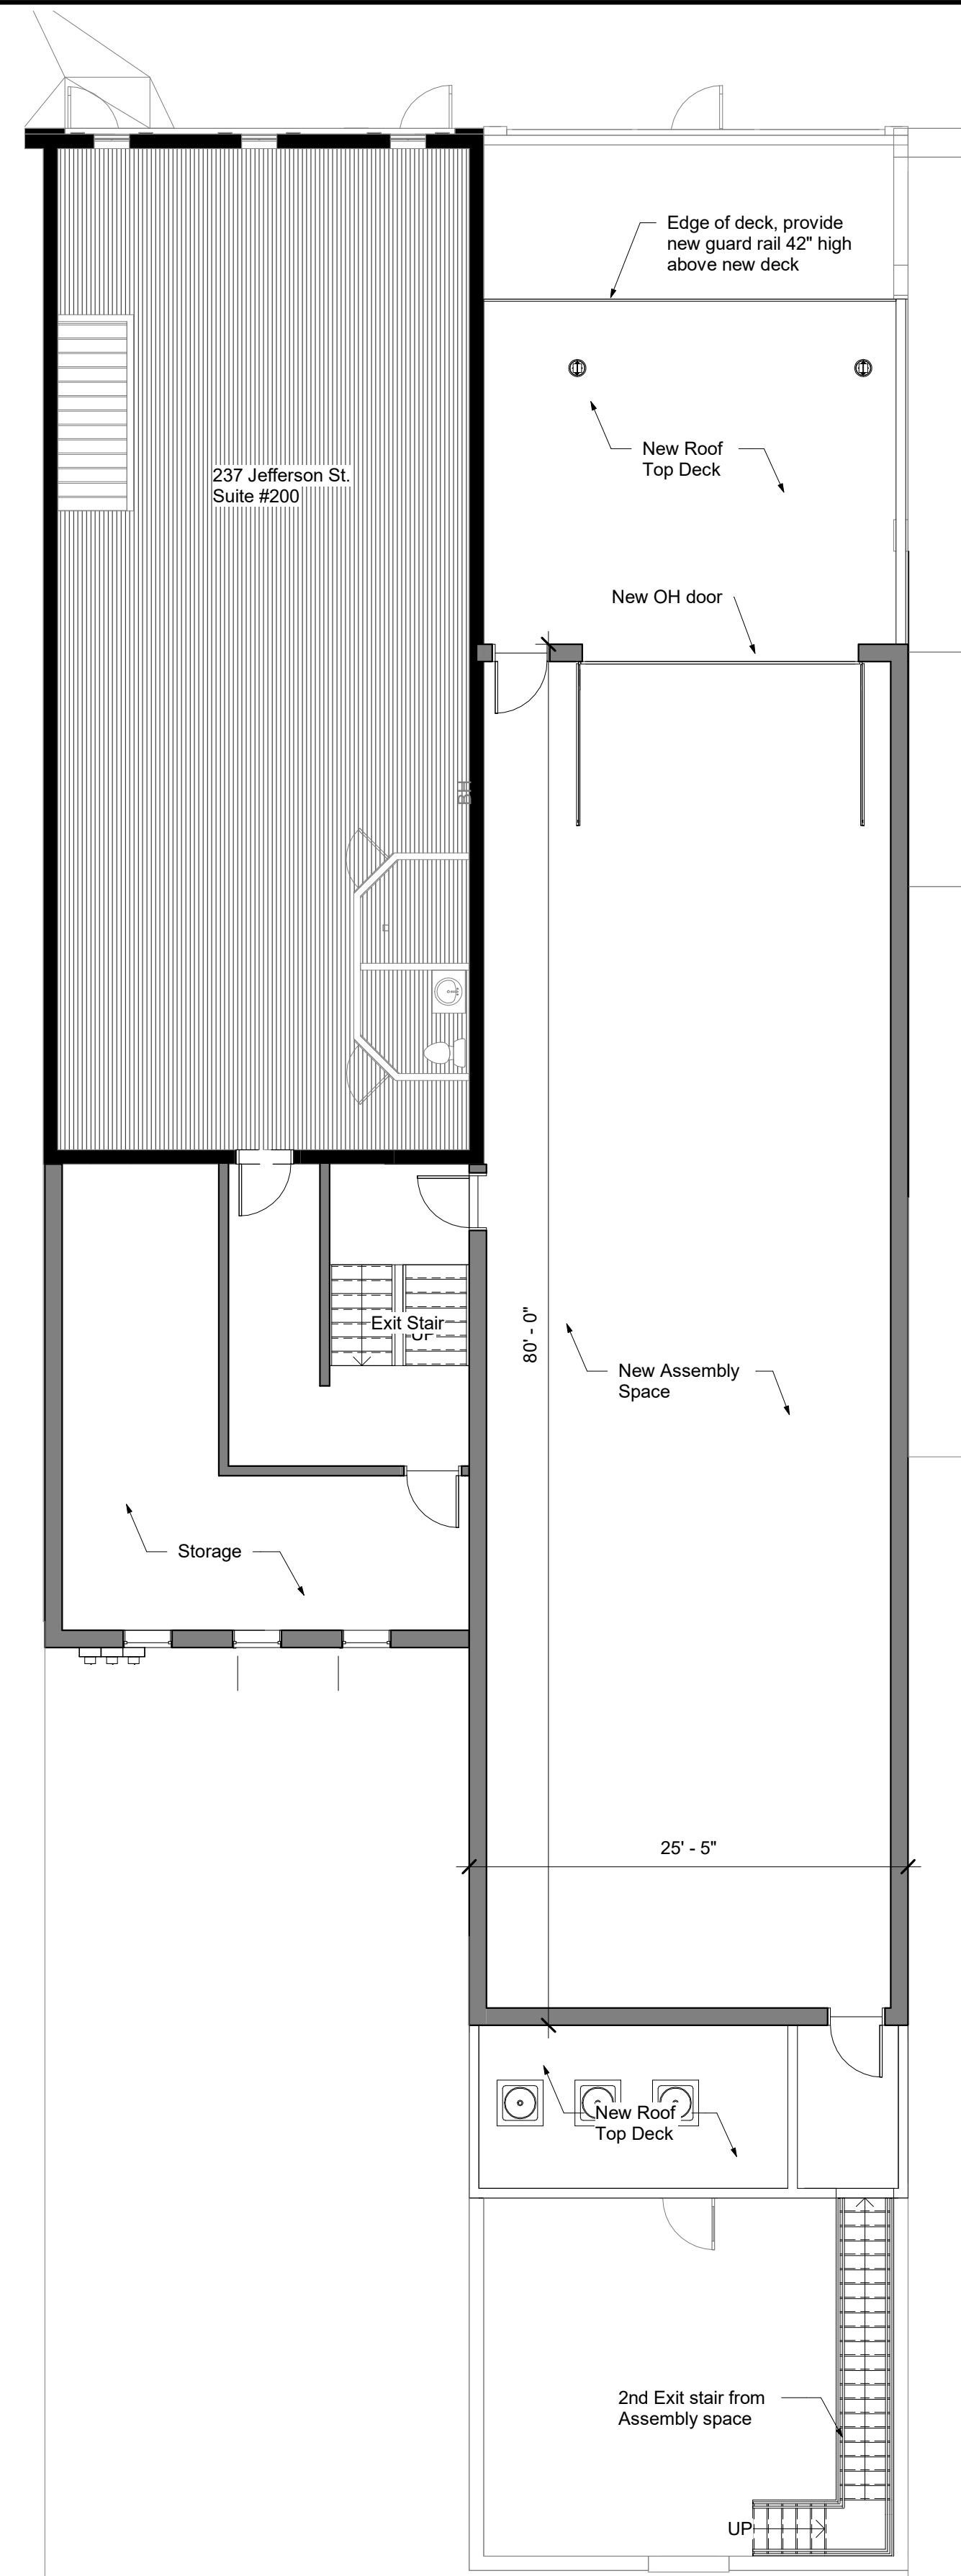 Edge of deck, provide
new guard rail 42" high
above new deck
New Roof
Top Deck
237 Jefferson St.
Suite #200
New OH door
BH
Exit Stair
UP
80' - 0"
New Assembly
Space
Storage
25' - 5"
New Roof
Top Deck
2nd Exit stair from
Assembly space
UP